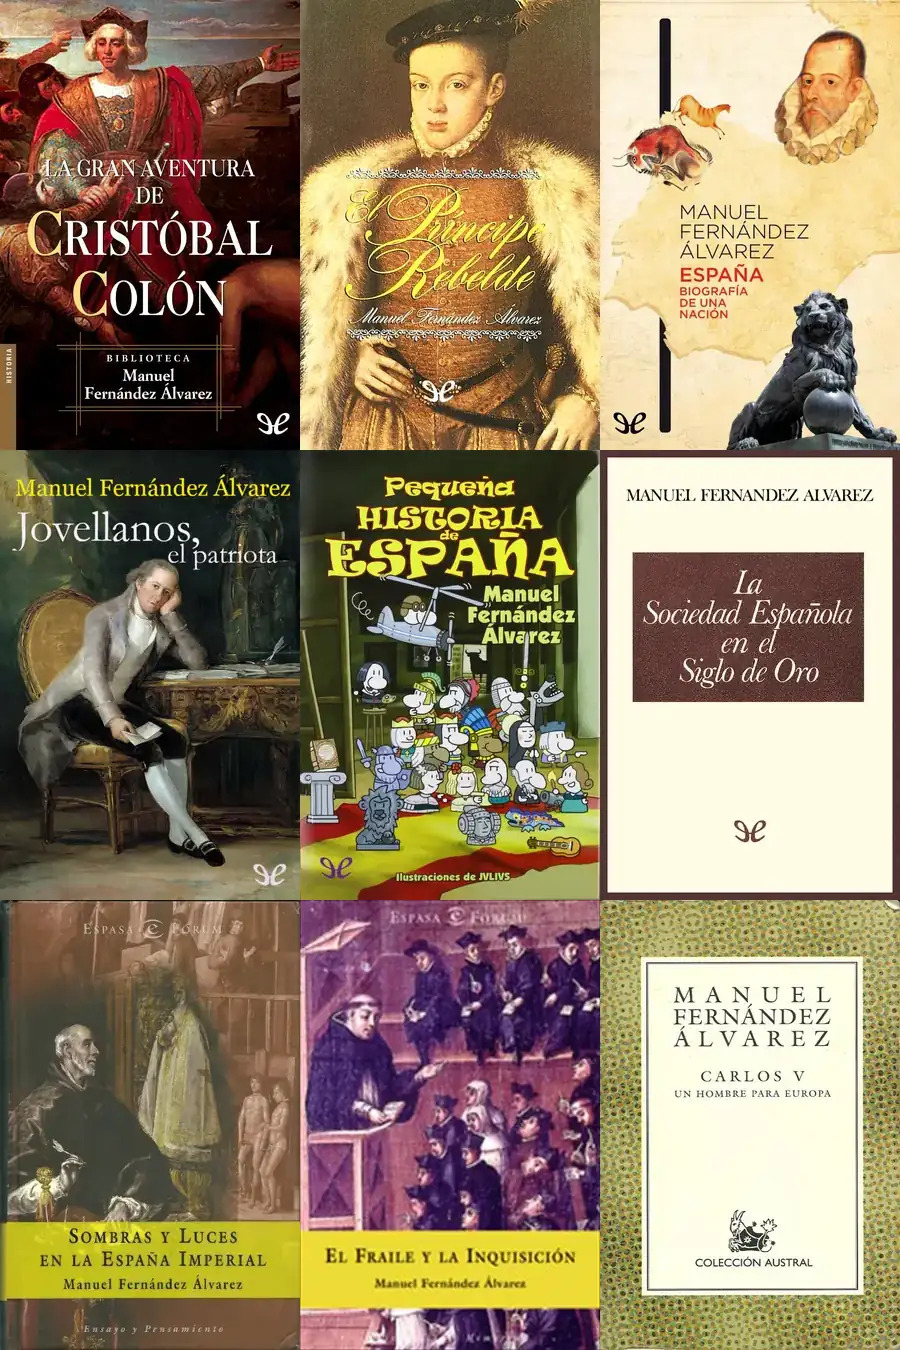 LA GRAN AVENTURA
DE
CRISTÓBAL
COLÓN
HISTORIA
BIBLIOTECA
Manuel
Fernández Álvarez
El Príncipe
Rebelde
Manuel Fernández Álvarez
MANUEL
FERNÁNDEZ
ÁLVAREZ
ESPAÑA
BIOGRAFÍA
DE UNA
NACIÓN
Manuel Fernández Álvarez
Jovellanos,
el patriota
Pequeña
HISTORIA
de
ESPAÑA
Manuel
Fernández
Álvarez
Ilustraciones de JVLIVS
MANUEL FERNANDEZ ALVAREZ
La
Sociedad Española
en el
Siglo de Oro
ESPASA FORUM
SOMBRAS Y LUCES
EN LA ESPAÑA IMPERIAL
Manuel Fernández Álvarez
Ensayo y Pensamiento
ESPASA FORUM
EL FRAILE Y LA INQUISICIÓN
Manuel Fernández Álvarez
MANUEL
FERNÁNDEZ
ÁLVAREZ
CARLOS V
UN HOMBRE PARA EUROPA
COLECCIÓN AUSTRAL